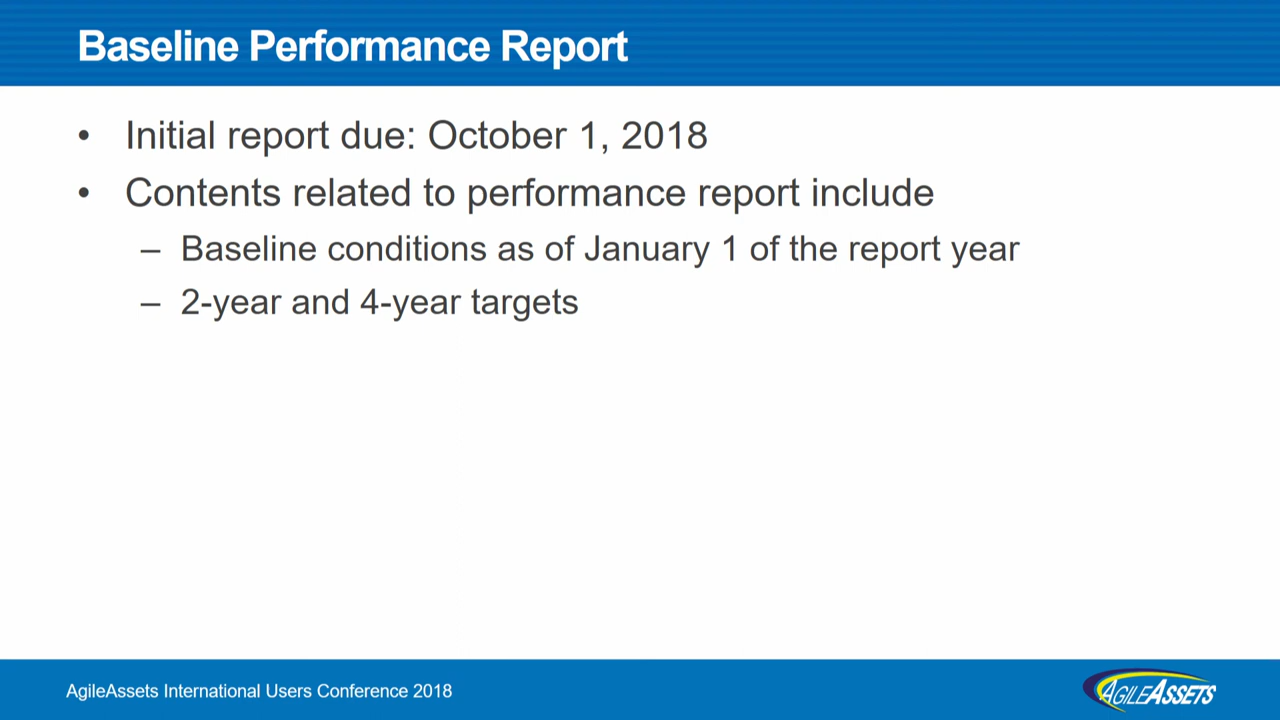 Baseline Performance Report
• Initial report due: October 1, 2018
• Contents related to performance report include
– Baseline conditions as of January 1 of the report year
– 2-year and 4-year targets
AgileAssets International Users Conference 2018
AGILEASSETS